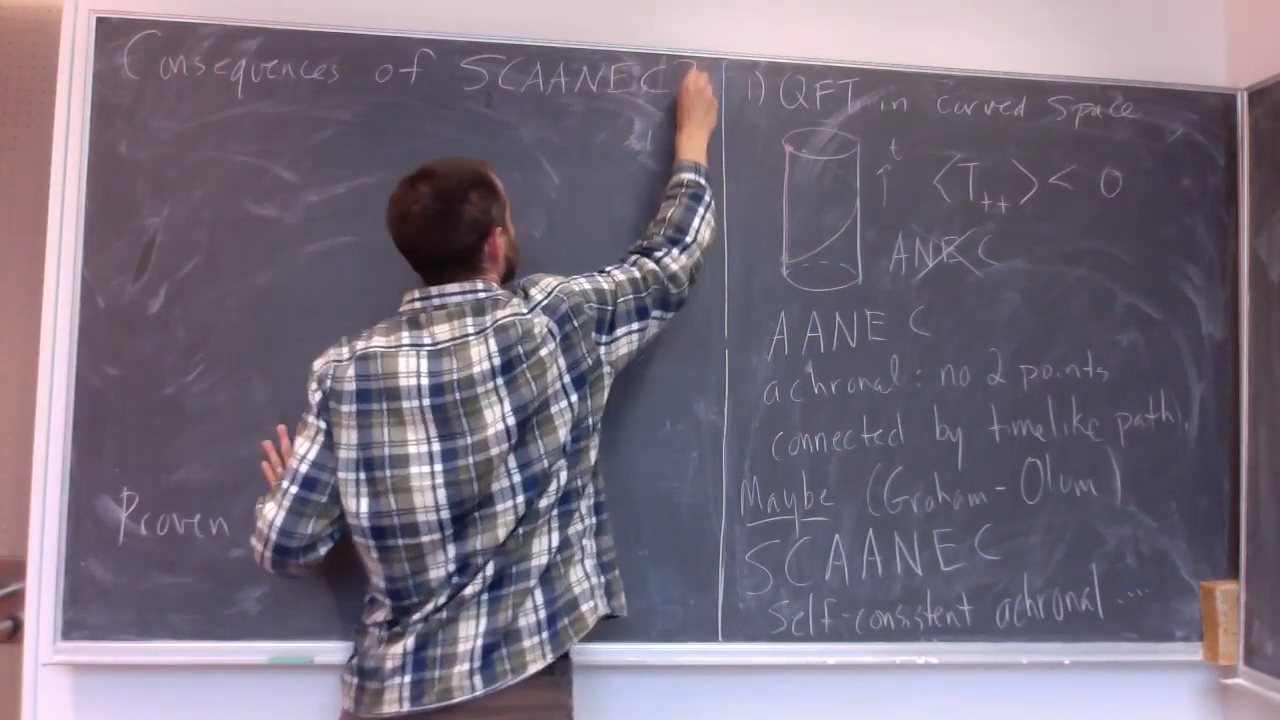 Consequences of SCAANEC?
Proven
1) QFT in curved Space
t
<T++> < 0
ANEC
AANEC
achronal: no 2 points
connected by timelike path).
Maybe (Graham-Olum)
SCAANEC
Self-consistent achronal ...